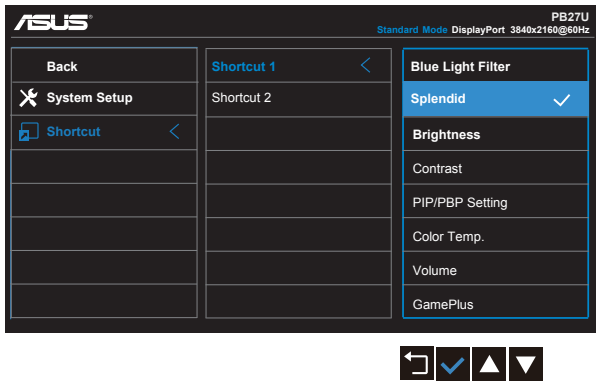 ASUS
PB27U
Standard Mode DisplayPort 3840x2160@60Hz
Back
System Setup
Shortcut
Shortcut 1
Shortcut 2
Blue Light Filter
Splendid
Brightness
Contrast
PIP/PBP Setting
Color Temp.
Volume
GamePlus